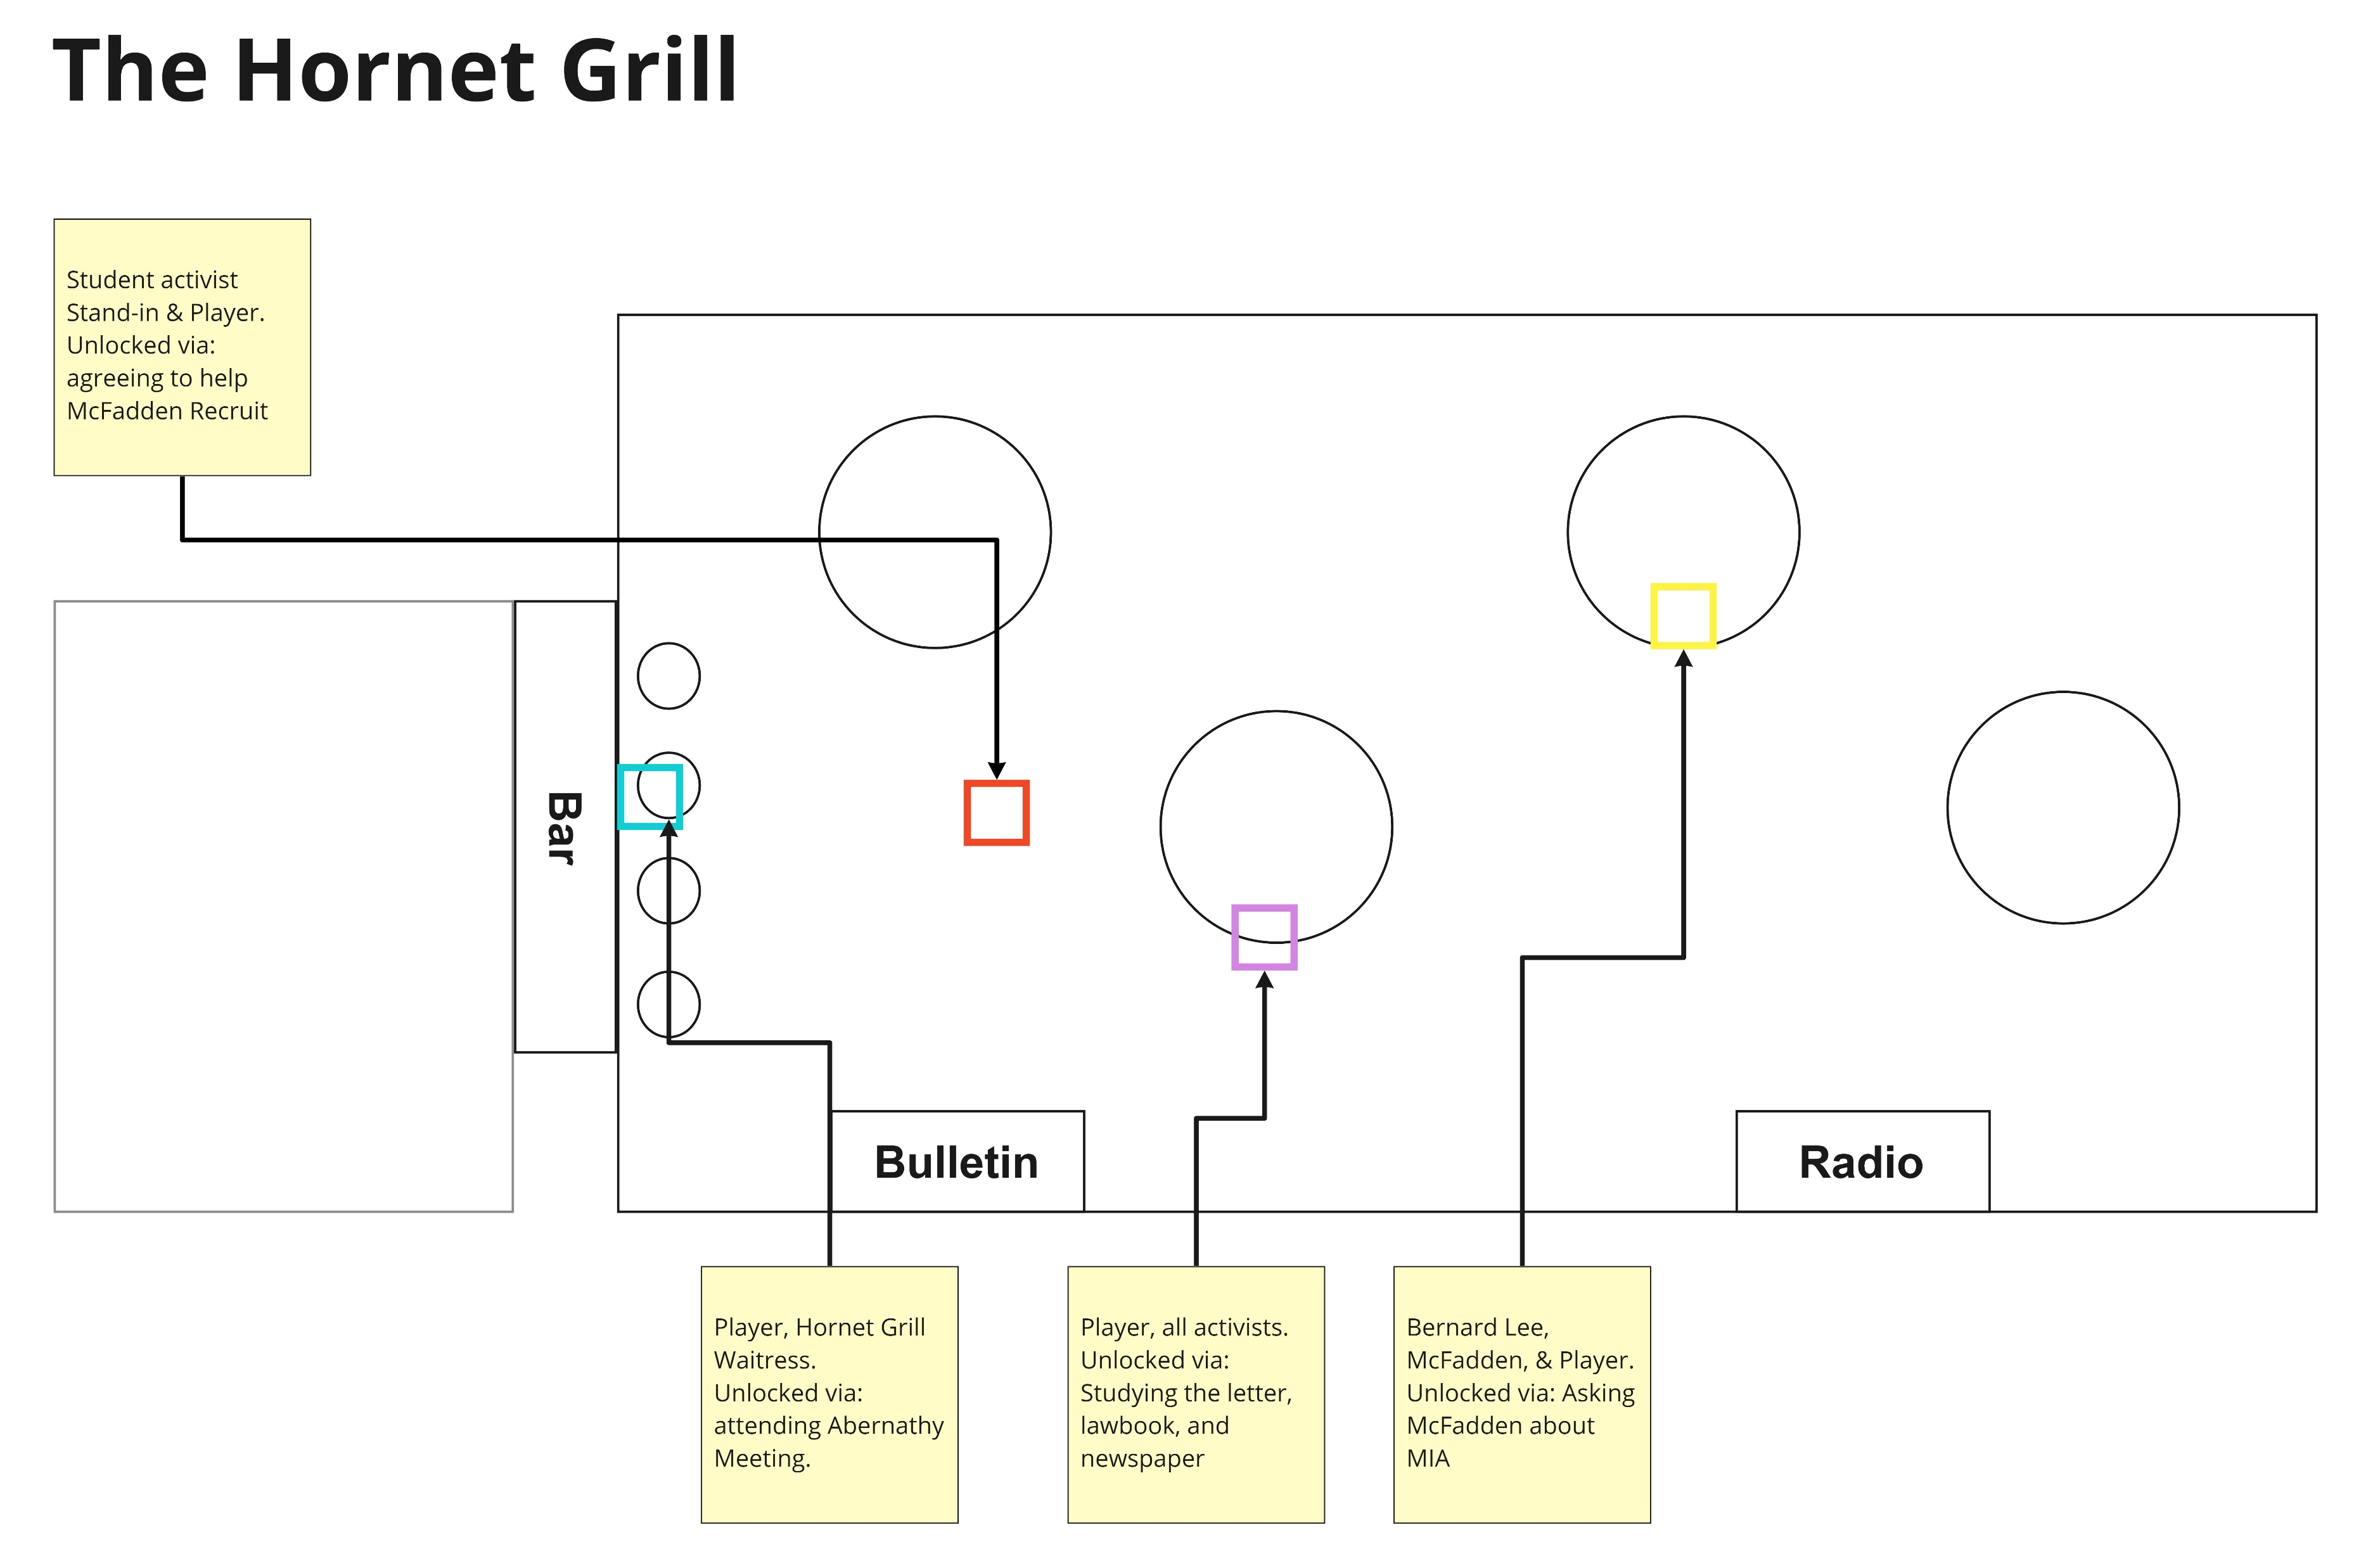 The Hornet Grill
Student activist
Stand-in & Player.
Unlocked via:
agreeing to help
McFadden Recruit
Bar
Bulletin
Radio
Player, Hornet Grill
Waitress.
Unlocked via:
attending Abernathy
Meeting.
Player, all activists.
Unlocked via:
Studying the letter,
lawbook, and
newspaper
Bernard Lee,
McFadden, & Player.
Unlocked via: Asking
McFadden about
MIA